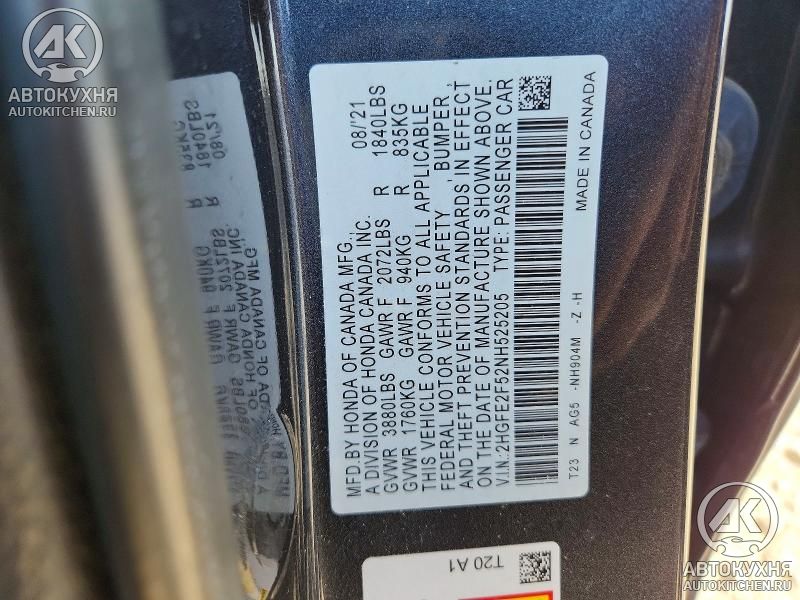 AK
АВТОКУХНЯ
AUTOKITCHEN.RU
MFD.BY HONDA OF CANADA MFG.,
A DIVISION OF HONDA CANADA INC. 08/'21
GVWR 3880LBS GAWR F 2072LBS R 1840LBS
GVWR 1760KG GAWR F 940KG R 835KG
THIS VEHICLE CONFORMS TO ALL APPLICABLE
FEDERAL MOTOR VEHICLE SAFETY , BUMPER,
AND THEFT PREVENTION STANDARDS IN EFFECT
ON THE DATE OF MANUFACTURE SHOWN ABOVE.
V.I.N.:2HGFE2F52NH525205 TYPE: PASSENGER CAR
T23 N AG5 -NH904M -Z -H
MADE IN CANADA
T20 A1
AK
АВТОКУХНЯ
AUTOKITCHEN.RU